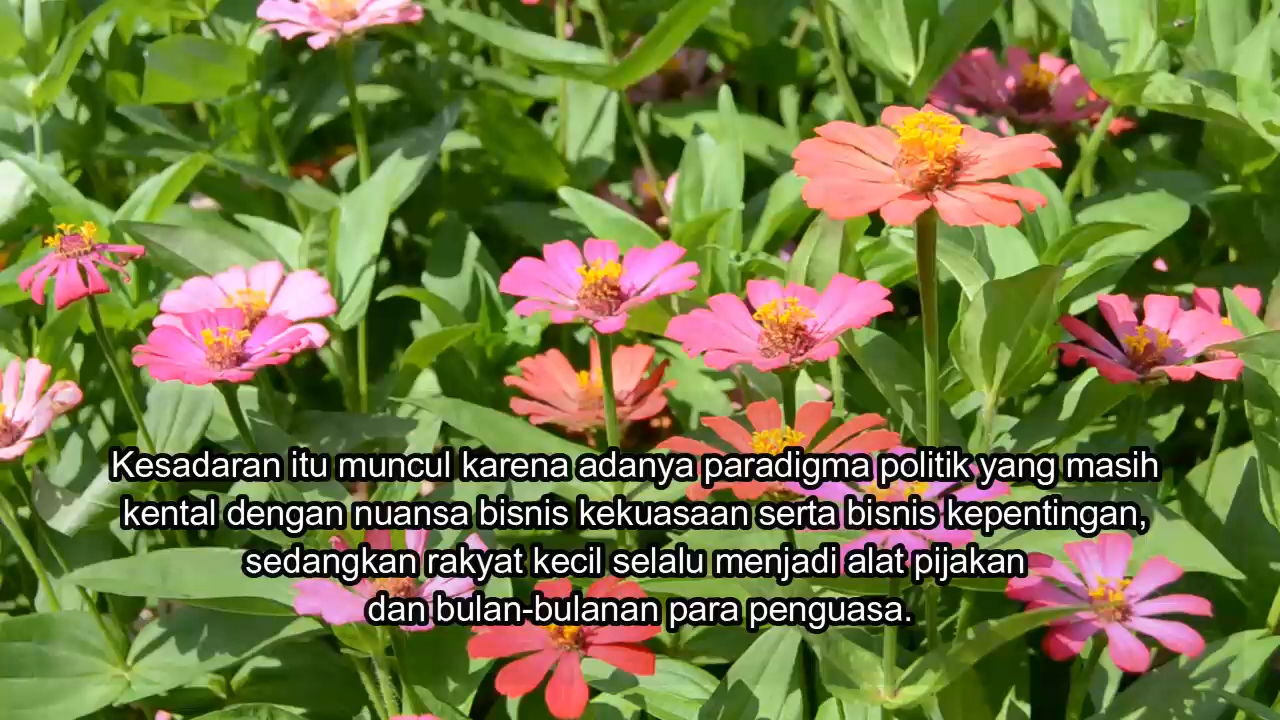 Kesadaran itu muncul karena adanya paradigma politik yang masih
kental dengan nuansa bisnis kekuasaan serta bisnis kepentingan,
sedangkan rakyat kecil selalu menjadi alat pijakan
dan bulan-bulanan para penguasa.